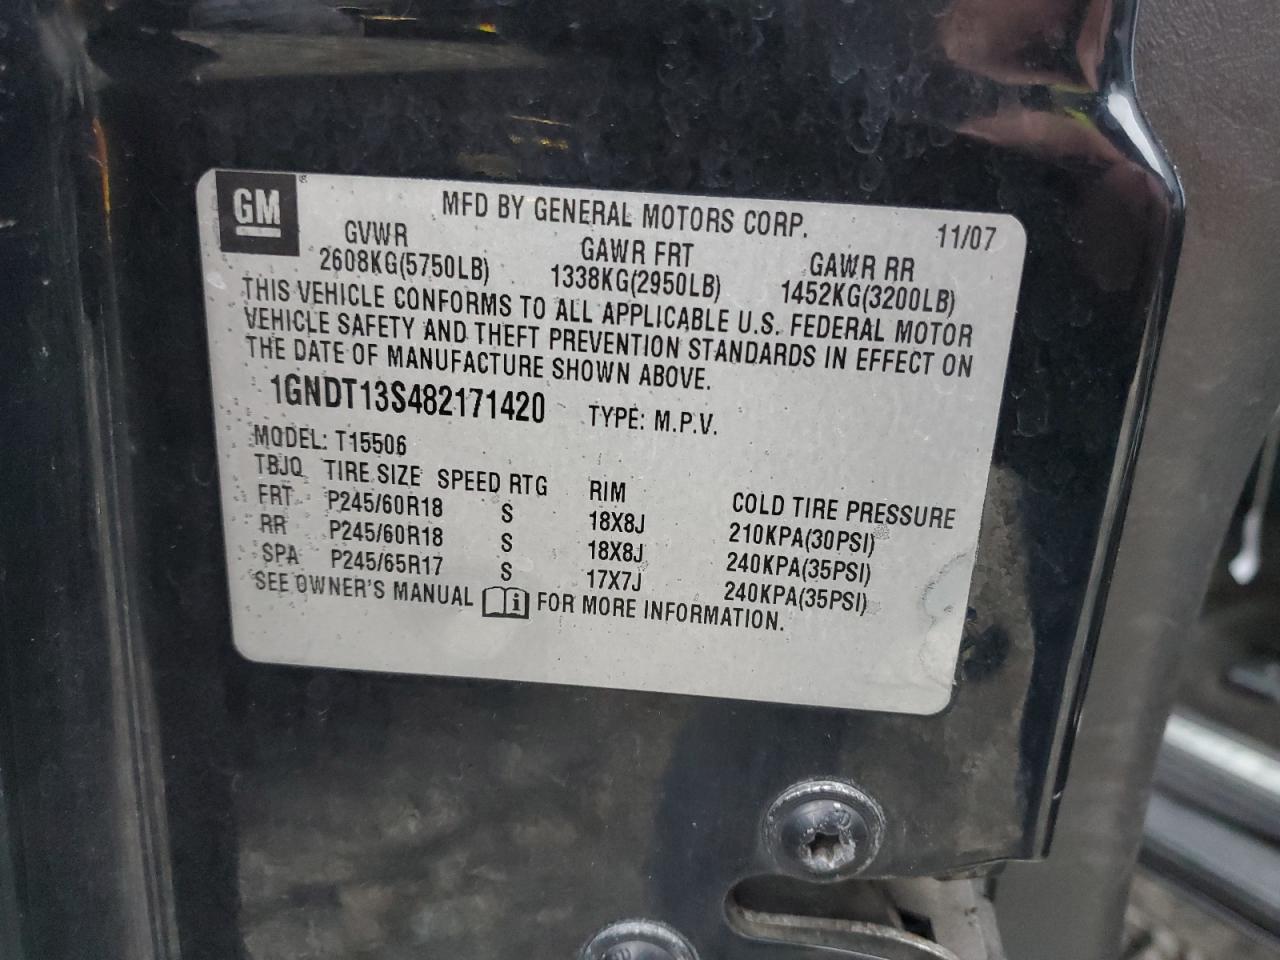 GM
MFD BY GENERAL MOTORS CORP.
11/07
GVWR GAWR FRT GAWR RR
2608KG(5750LB) 1338KG(2950LB) 1452KG(3200LB)
THIS VEHICLE CONFORMS TO ALL APPLICABLE U.S. FEDERAL MOTOR
VEHICLE SAFETY AND THEFT PREVENTION STANDARDS IN EFFECT ON
THE DATE OF MANUFACTURE SHOWN ABOVE.
1GNDT13S482171420 TYPE: M.P.V.
MODEL: T15506
TBJQ TIRE SIZE SPEED RTG RIM COLD TIRE PRESSURE
FRT P245/60R18 S 18X8J 210KPA(30PSI)
RR P245/60R18 S 18X8J 240KPA(35PSI)
SPA P245/65R17 S 17X7J 240KPA(35PSI)
SEE OWNER'S MANUAL i FOR MORE INFORMATION.